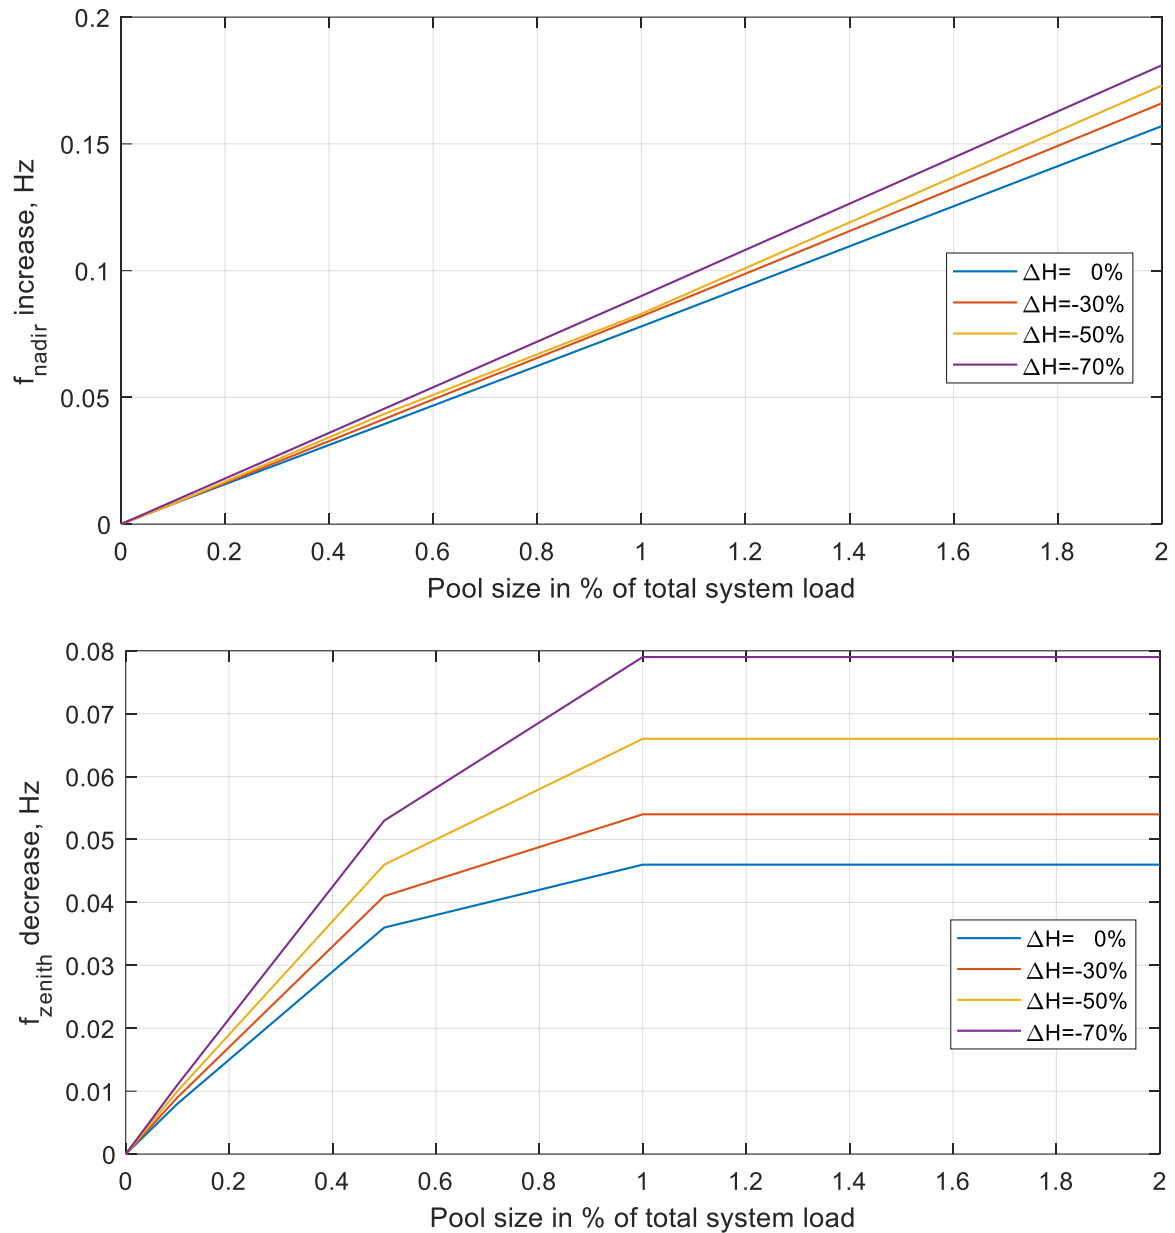 0.2
0.15
0.1
0.05
0
f_nadir increase, Hz
ΔH= 0%
ΔH=-30%
ΔH=-50%
ΔH=-70%
0 0.2 0.4 0.6 0.8 1 1.2 1.4 1.6 1.8 2
Pool size in % of total system load
0.08
0.07
0.06
0.05
0.04
0.03
0.02
0.01
0
f_zenith decrease, Hz
ΔH= 0%
ΔH=-30%
ΔH=-50%
ΔH=-70%
0 0.2 0.4 0.6 0.8 1 1.2 1.4 1.6 1.8 2
Pool size in % of total system load